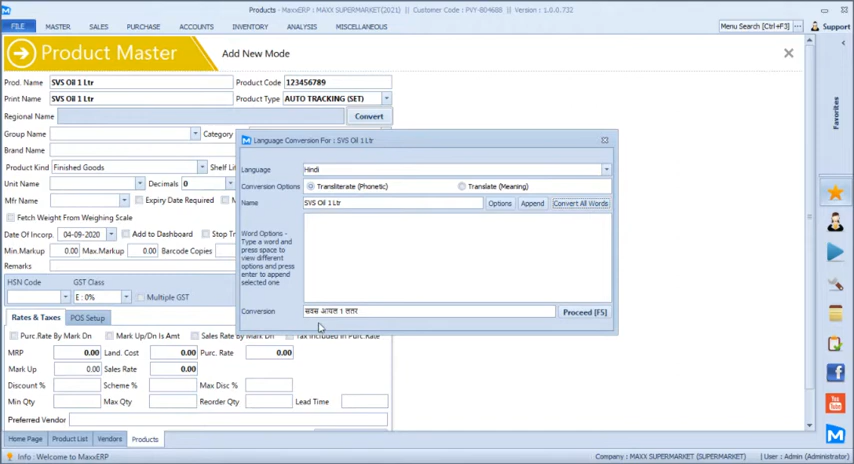 Products - MaxxERP : MAXX SUPERMARKET(2021) || Customer Code : PVY-B04688 || Version : 1.0.0.732
FILE MASTER SALES PURCHASE ACCOUNTS INVENTORY ANALYSIS MISCELLANEOUS Menu Search [Ctrl+F3] ... Support
Product Master Add New Mode
Favorites
Prod. Name SVS Oil 1 Ltr Product Code 123456789
Print Name SVS Oil 1 Ltr Product Type AUTO TRACKING (SET)
Regional Name Convert
Group Name Category
Brand Name
Product Kind Finished Goods Shelf Li
Unit Name Decimals 0
Mfr Name Expiry Date Required
Fetch Weight From Weighing Scale
Date Of Incorp. 04-09-2020 Add to Dashboard Stop Tr
Min.Markup 0.00 Max.Markup 0.00 Barcode Copies
Remarks
HSN Code GST Class
E : 0% Multiple GST
Language Conversion For : SVS Oil 1 Ltr
Language Hindi
Conversion Options Transliterate (Phonetic) Translate (Meaning)
Name SVS Oil 1 Ltr Options Append Convert All Words
Word Options -
Type a word and
press space to
view different
options and press
enter to append
selected one
Conversion सवस आयल १ लतर Proceed [F5]
Rates & Taxes POS Setup
Purc.Rate By Mark Dn Mark Up/Dn Is Amt Sales Rate By Mark Dn Tax Included In Purc. Rate
MRP 0.00 Land. Cost 0.00 Purc. Rate 0.00
Mark Up 0.00 Sales Rate 0.00
Discount % Scheme % Max Disc %
Min Qty Max Qty Reorder Qty Lead Time
Preferred Vendor
Home Page Product List Vendors Products
Info : Welcome to MaxxERP Company : MAXX SUPERMARKET (SUPERMARKET) User : Admin (Administrator)